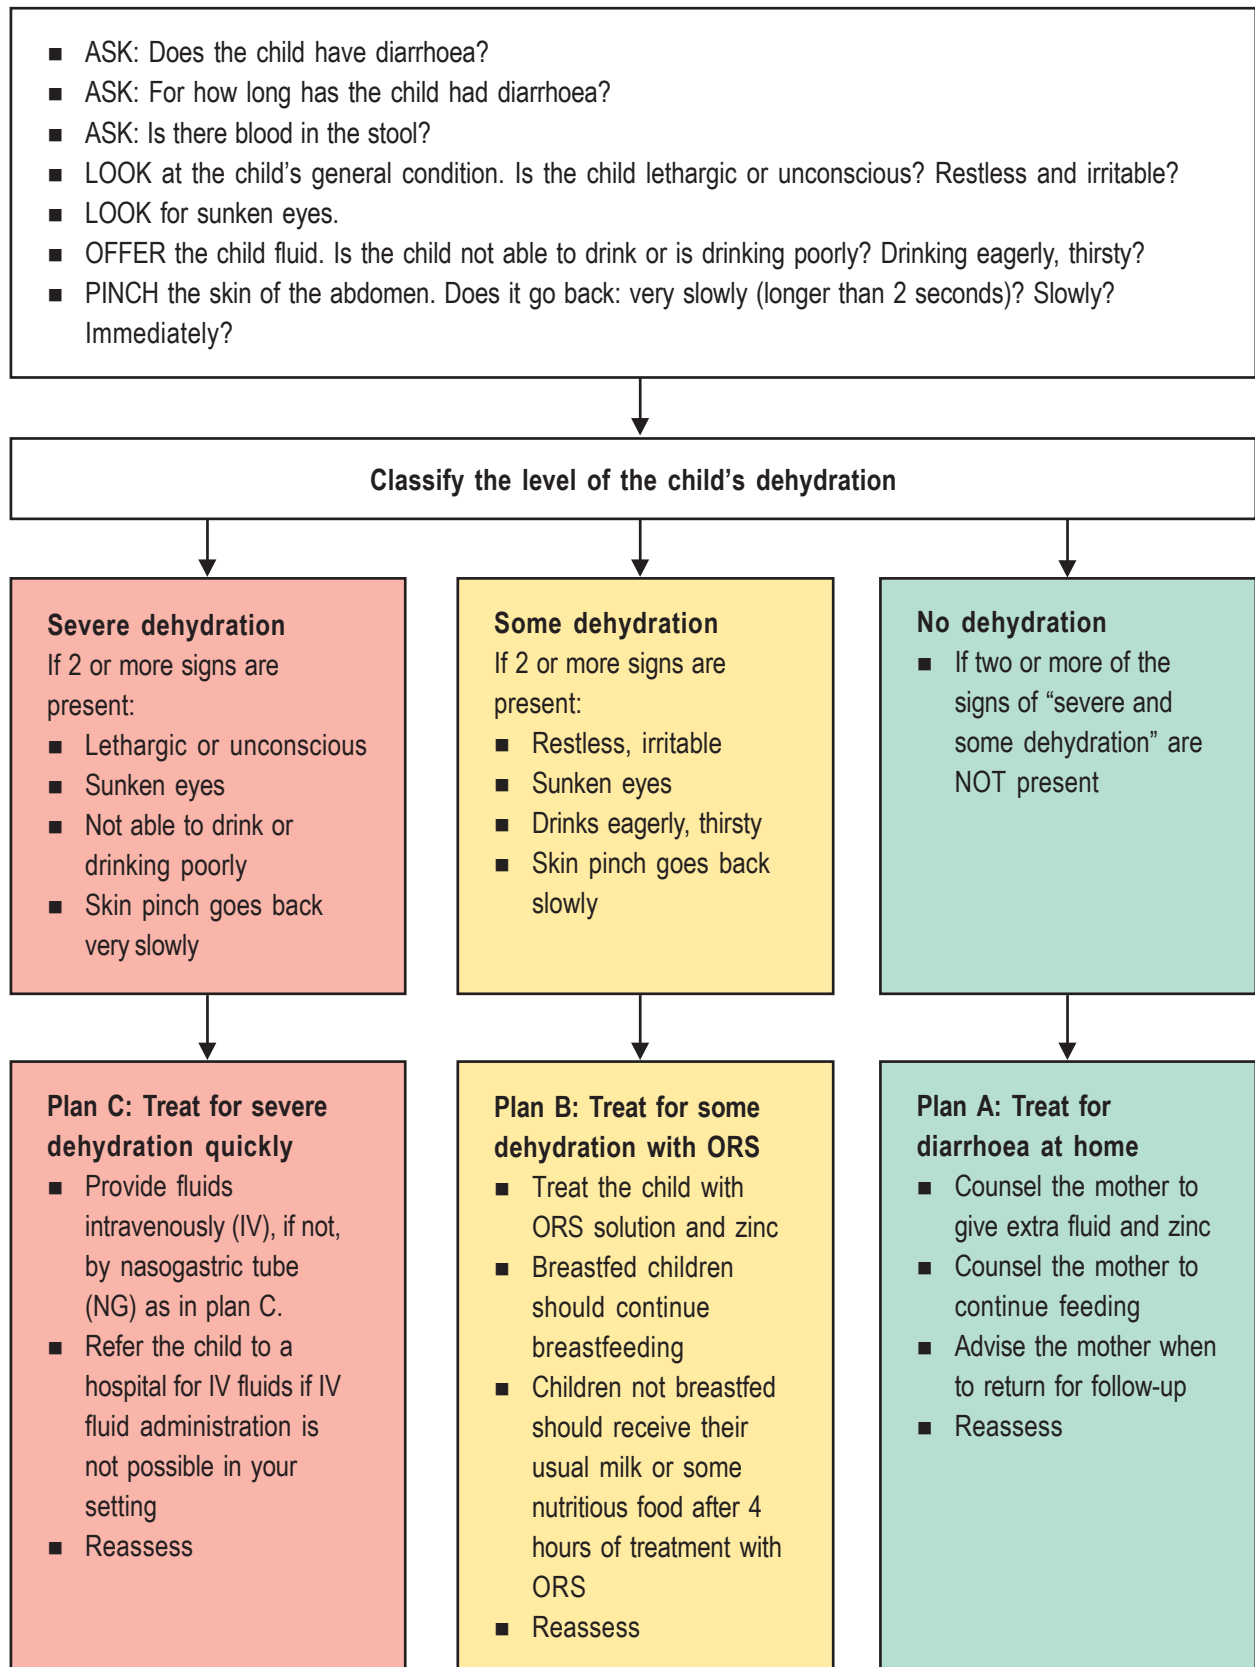 ■ ASK: Does the child have diarrhoea?
■ ASK: For how long has the child had diarrhoea?
■ ASK: Is there blood in the stool?
■ LOOK at the child's general condition. Is the child lethargic or unconscious? Restless and irritable?
■ LOOK for sunken eyes.
■ OFFER the child fluid. Is the child not able to drink or is drinking poorly? Drinking eagerly, thirsty?
■ PINCH the skin of the abdomen. Does it go back: very slowly (longer than 2 seconds)? Slowly?
Immediately?
Classify the level of the child's dehydration
Severe dehydration
If 2 or more signs are
present:
■ Lethargic or unconscious
■ Sunken eyes
■ Not able to drink or
drinking poorly
■ Skin pinch goes back
very slowly
Some dehydration
If 2 or more signs are
present:
■ Restless, irritable
■ Sunken eyes
■ Drinks eagerly, thirsty
■ Skin pinch goes back
slowly
No dehydration
■ If two or more of the
signs of “severe and
some dehydration” are
NOT present
Plan C: Treat for severe
dehydration quickly
■ Provide fluids
intravenously (IV), if not,
by nasogastric tube
(NG) as in plan C.
■ Refer the child to a
hospital for IV fluids if IV
fluid administration is
not possible in your
setting
■ Reassess
Plan B: Treat for some
dehydration with ORS
■ Treat the child with
ORS solution and zinc
■ Breastfed children
should continue
breastfeeding
■ Children not breastfed
should receive their
usual milk or some
nutritious food after 4
hours of treatment with
ORS
■ Reassess
Plan A: Treat for
diarrhoea at home
■ Counsel the mother to
give extra fluid and zinc
■ Counsel the mother to
continue feeding
■ Advise the mother when
to return for follow-up
■ Reassess